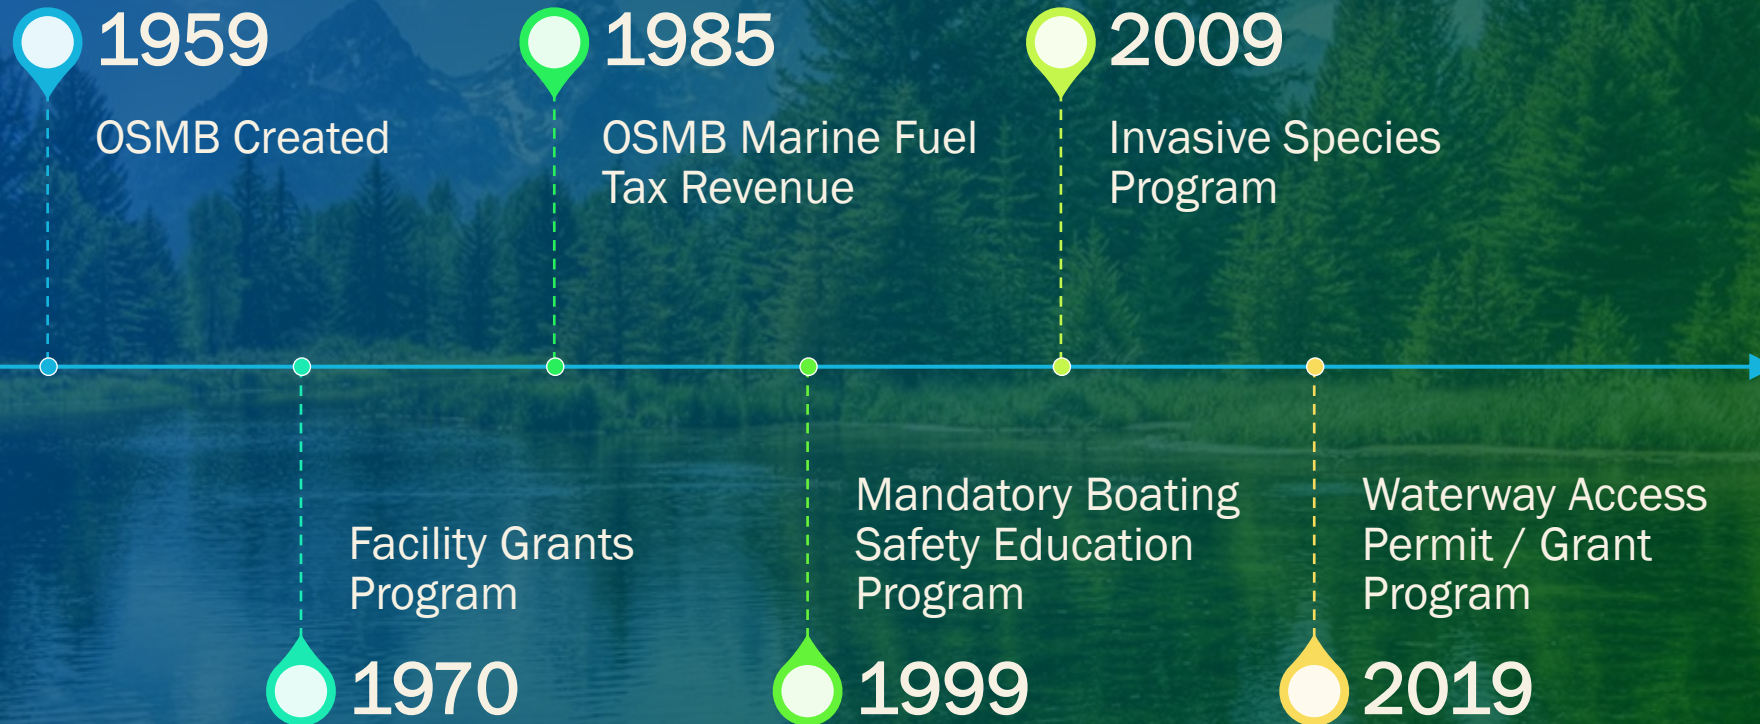 1959
OSMB Created
1985
OSMB Marine Fuel
Tax Revenue
2009
Invasive Species
Program
Facility Grants
Program
1970
Mandatory Boating
Safety Education
Program
1999
Waterway Access
Permit / Grant
Program
2019